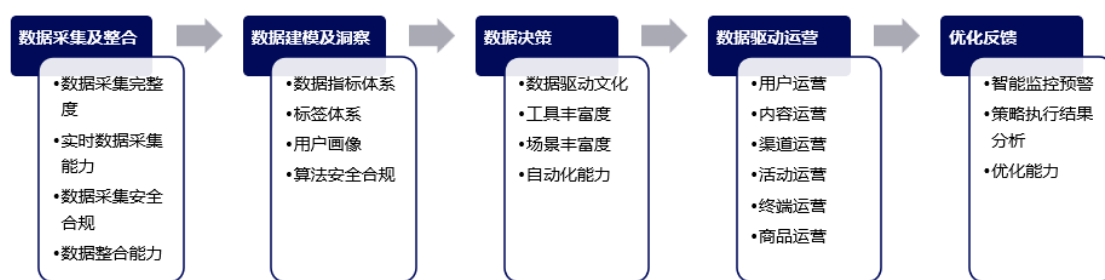 数据采集及整合
•数据采集完整
度
•实时数据采集
能力
•数据采集安全
合规
•数据整合能力
数据建模及洞察
•数据指标体系
•标签体系
•用户画像
•算法安全合规
数据决策
•数据驱动文化
•工具丰富度
•场景丰富度
•自动化能力
数据驱动运营
•用户运营
•内容运营
•渠道运营
•活动运营
•终端运营
•商品运营
优化反馈
•智能监控预警
•策略执行结果
分析
•优化能力